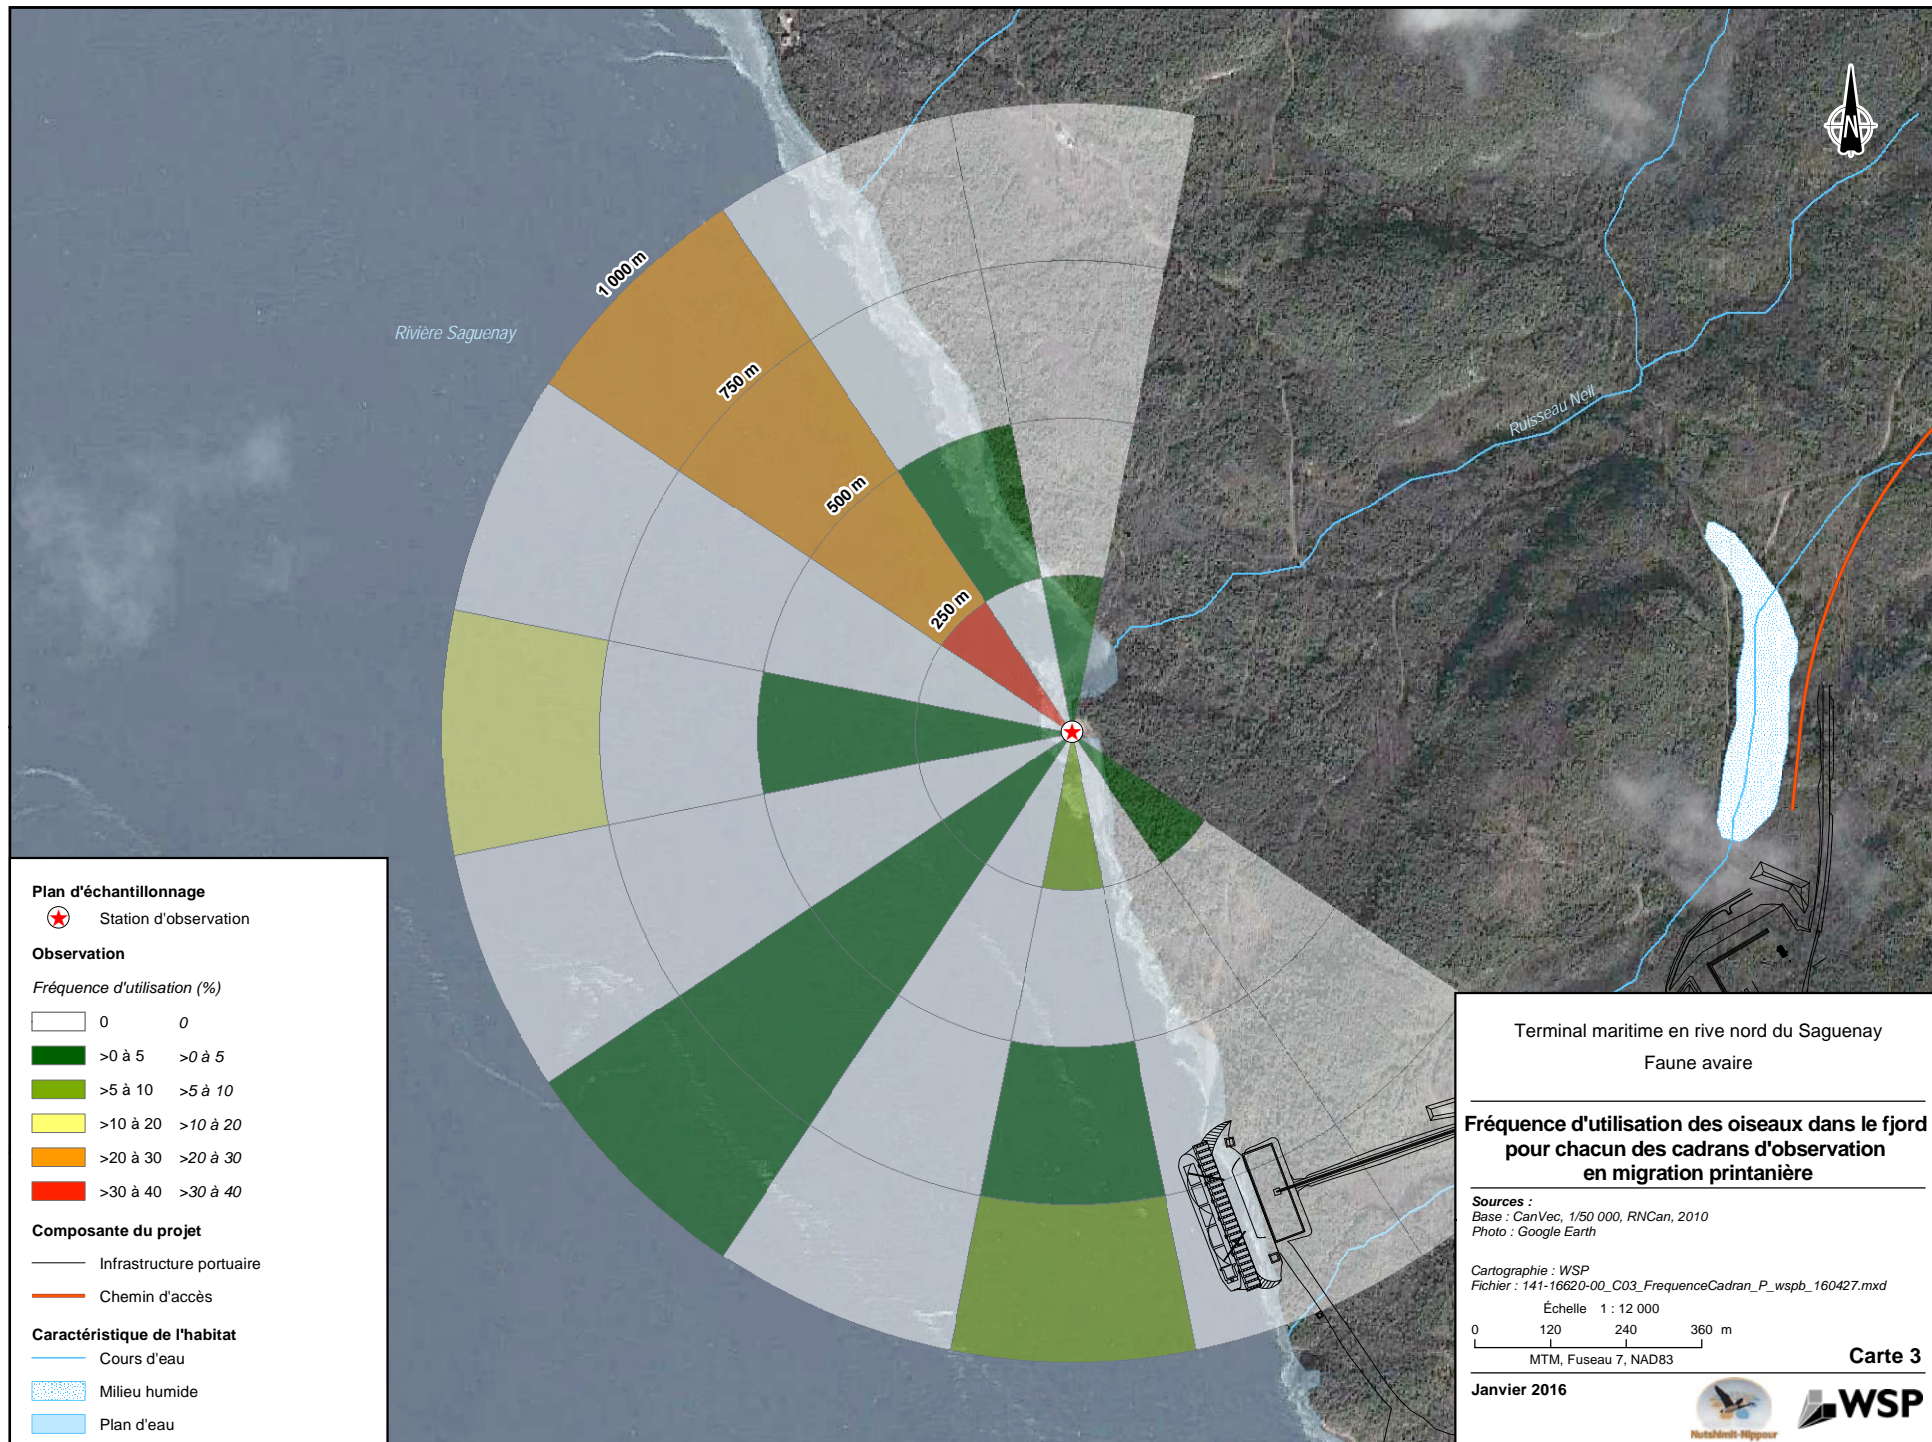 N
1 000 m
Rivière Saguenay
750 m
500 m
250 m
Ruisseau Neil
Plan d'échantillonnage
Station d'observation
Observation
Fréquence d'utilisation (%)
0 0
>0 à 5 >0 à 5
>5 à 10 >5 à 10
>10 à 20 >10 à 20
>20 à 30 >20 à 30
>30 à 40 >30 à 40
Composante du projet
Infrastructure portuaire
Chemin d'accès
Caractéristique de l'habitat
Cours d'eau
Milieu humide
Plan d'eau
Terminal maritime en rive nord du Saguenay
Faune avaire
Fréquence d'utilisation des oiseaux dans le fjord
pour chacun des cadrans d'observation
en migration printanière
Sources :
Base : CanVec, 1/50 000, RNCan, 2010
Photo : Google Earth
Cartographie : WSP
Fichier : 141-16620-00_C03_FrequenceCadran_P_wspb_160427.mxd
Échelle 1 : 12 000
0 120 240 360 m
MTM, Fuseau 7, NAD83
Carte 3
Janvier 2016
Nutshimit-Nippour
WSP